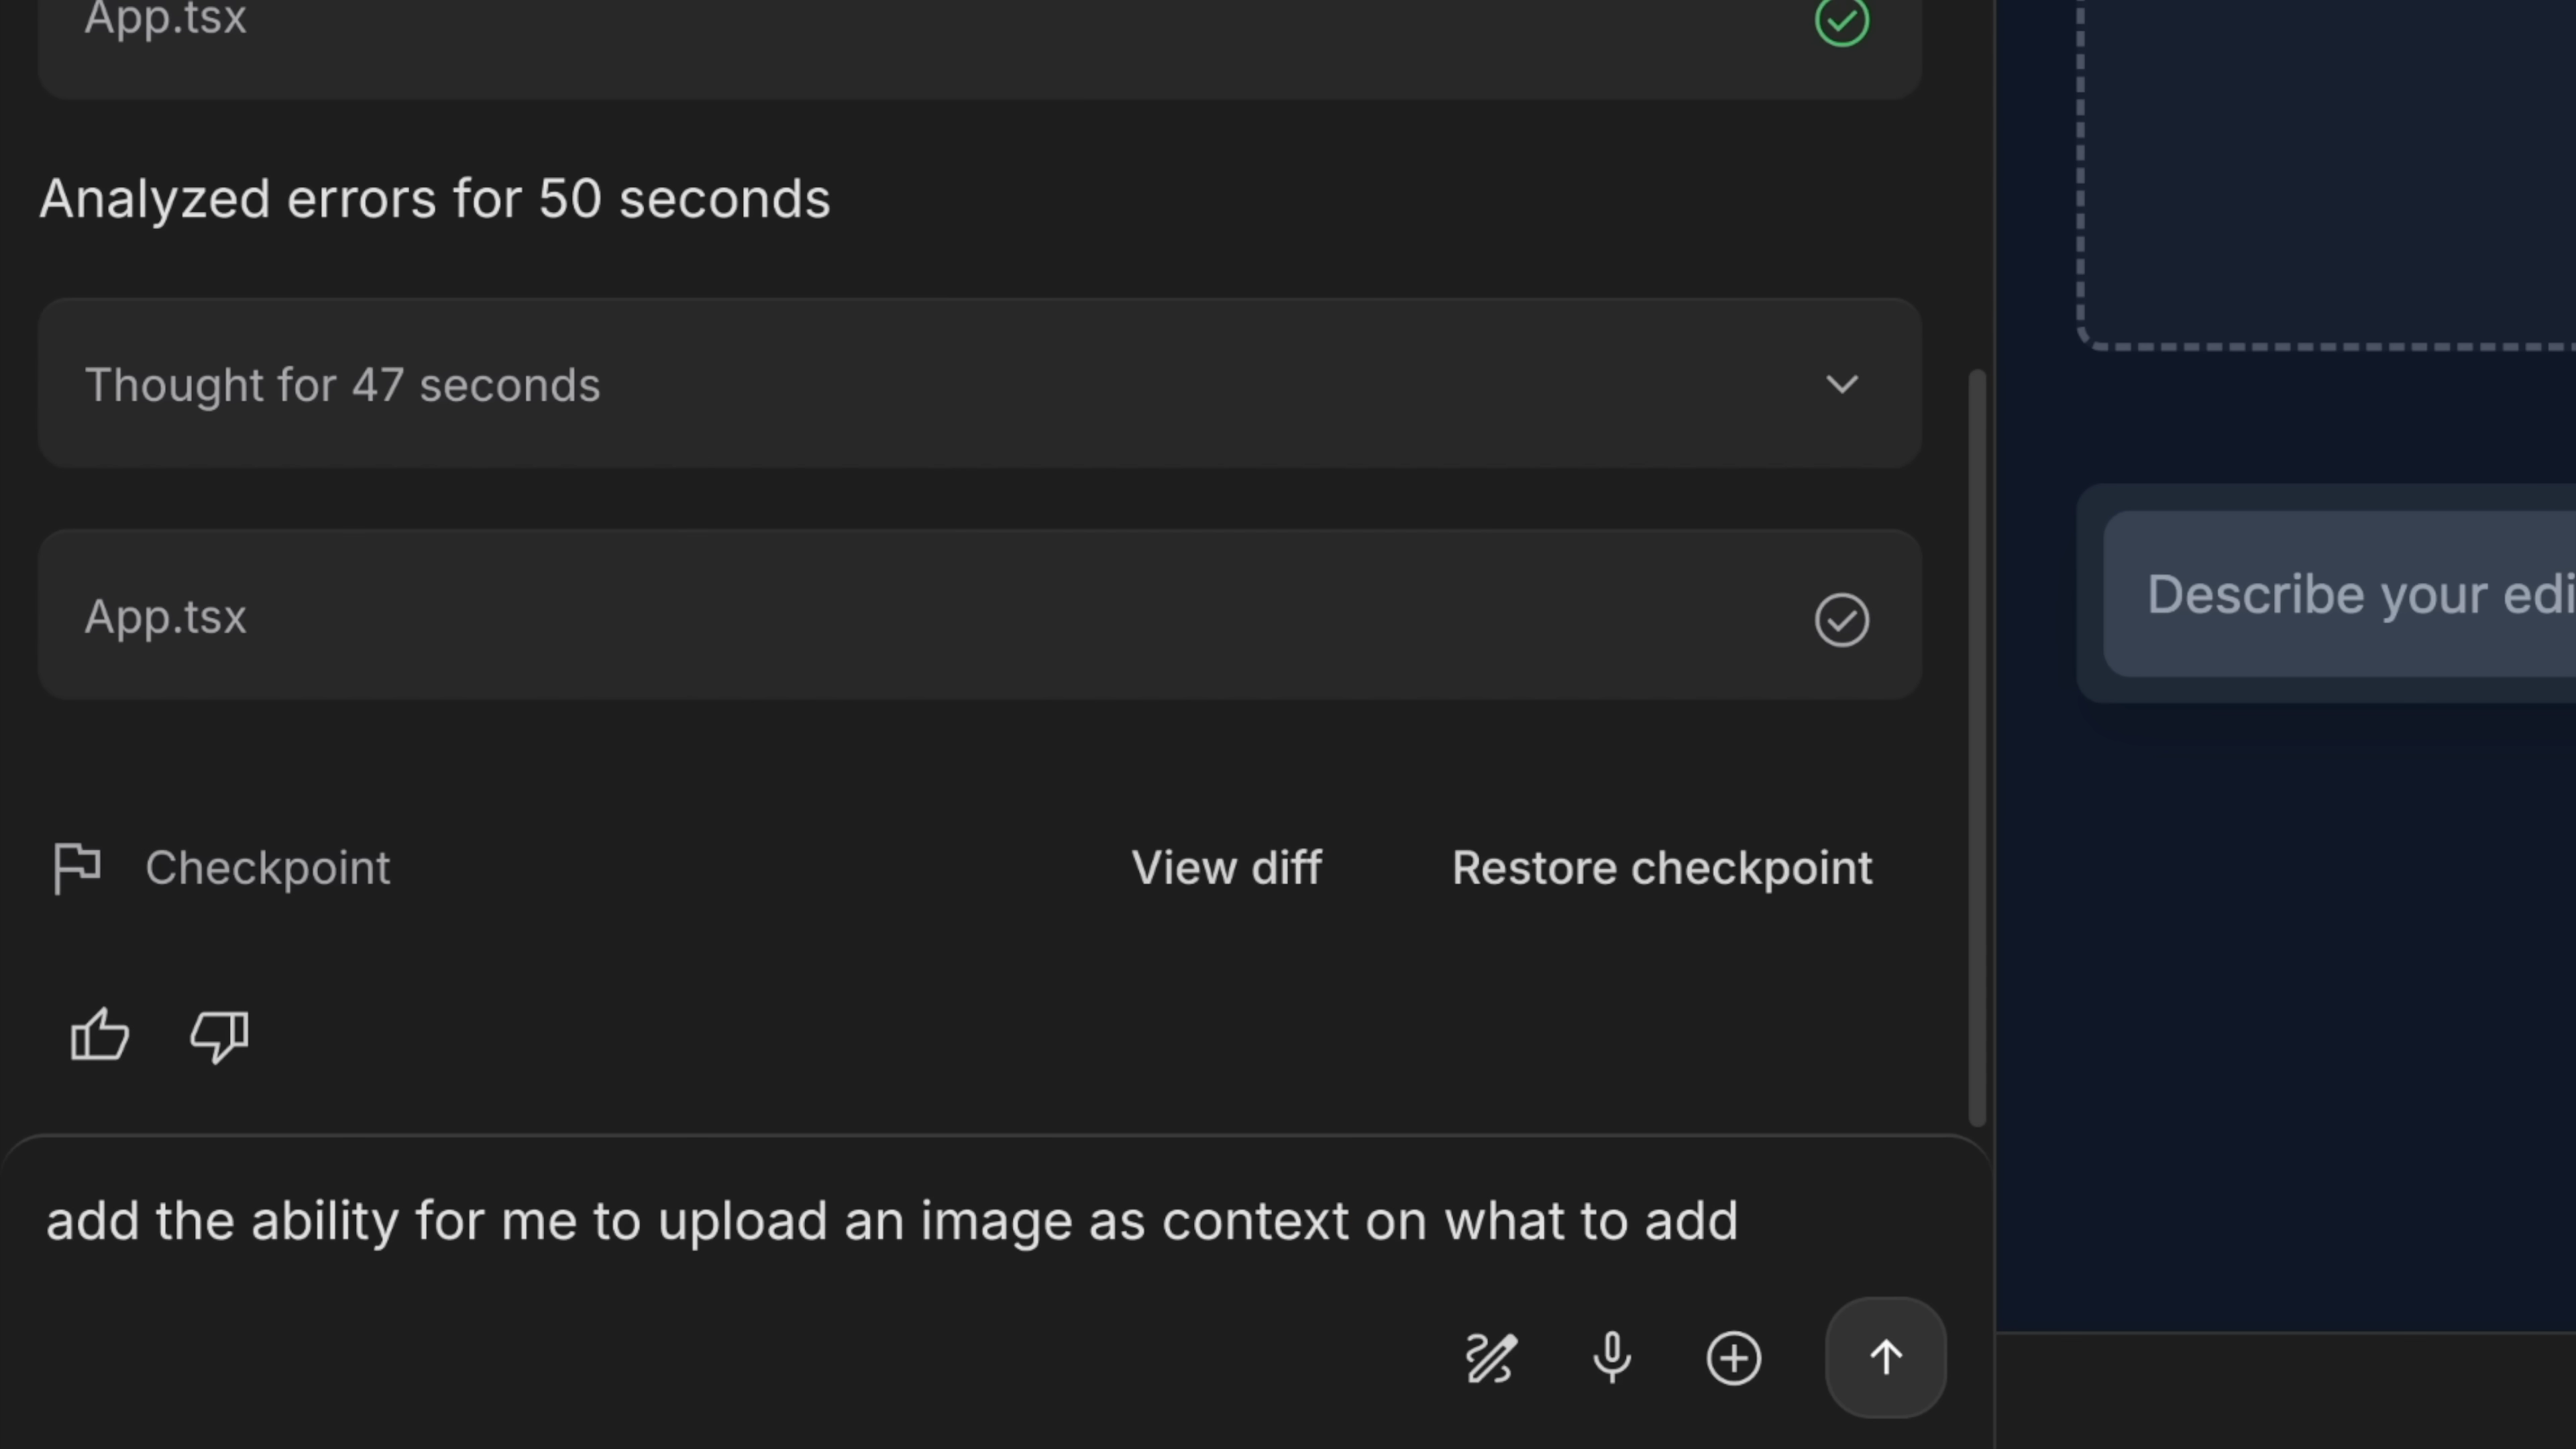 App.tsx
Analyzed errors for 50 seconds
Thought for 47 seconds
App.tsx
Checkpoint
View diff
Restore checkpoint
add the ability for me to upload an image as context on what to add
Describe your edi